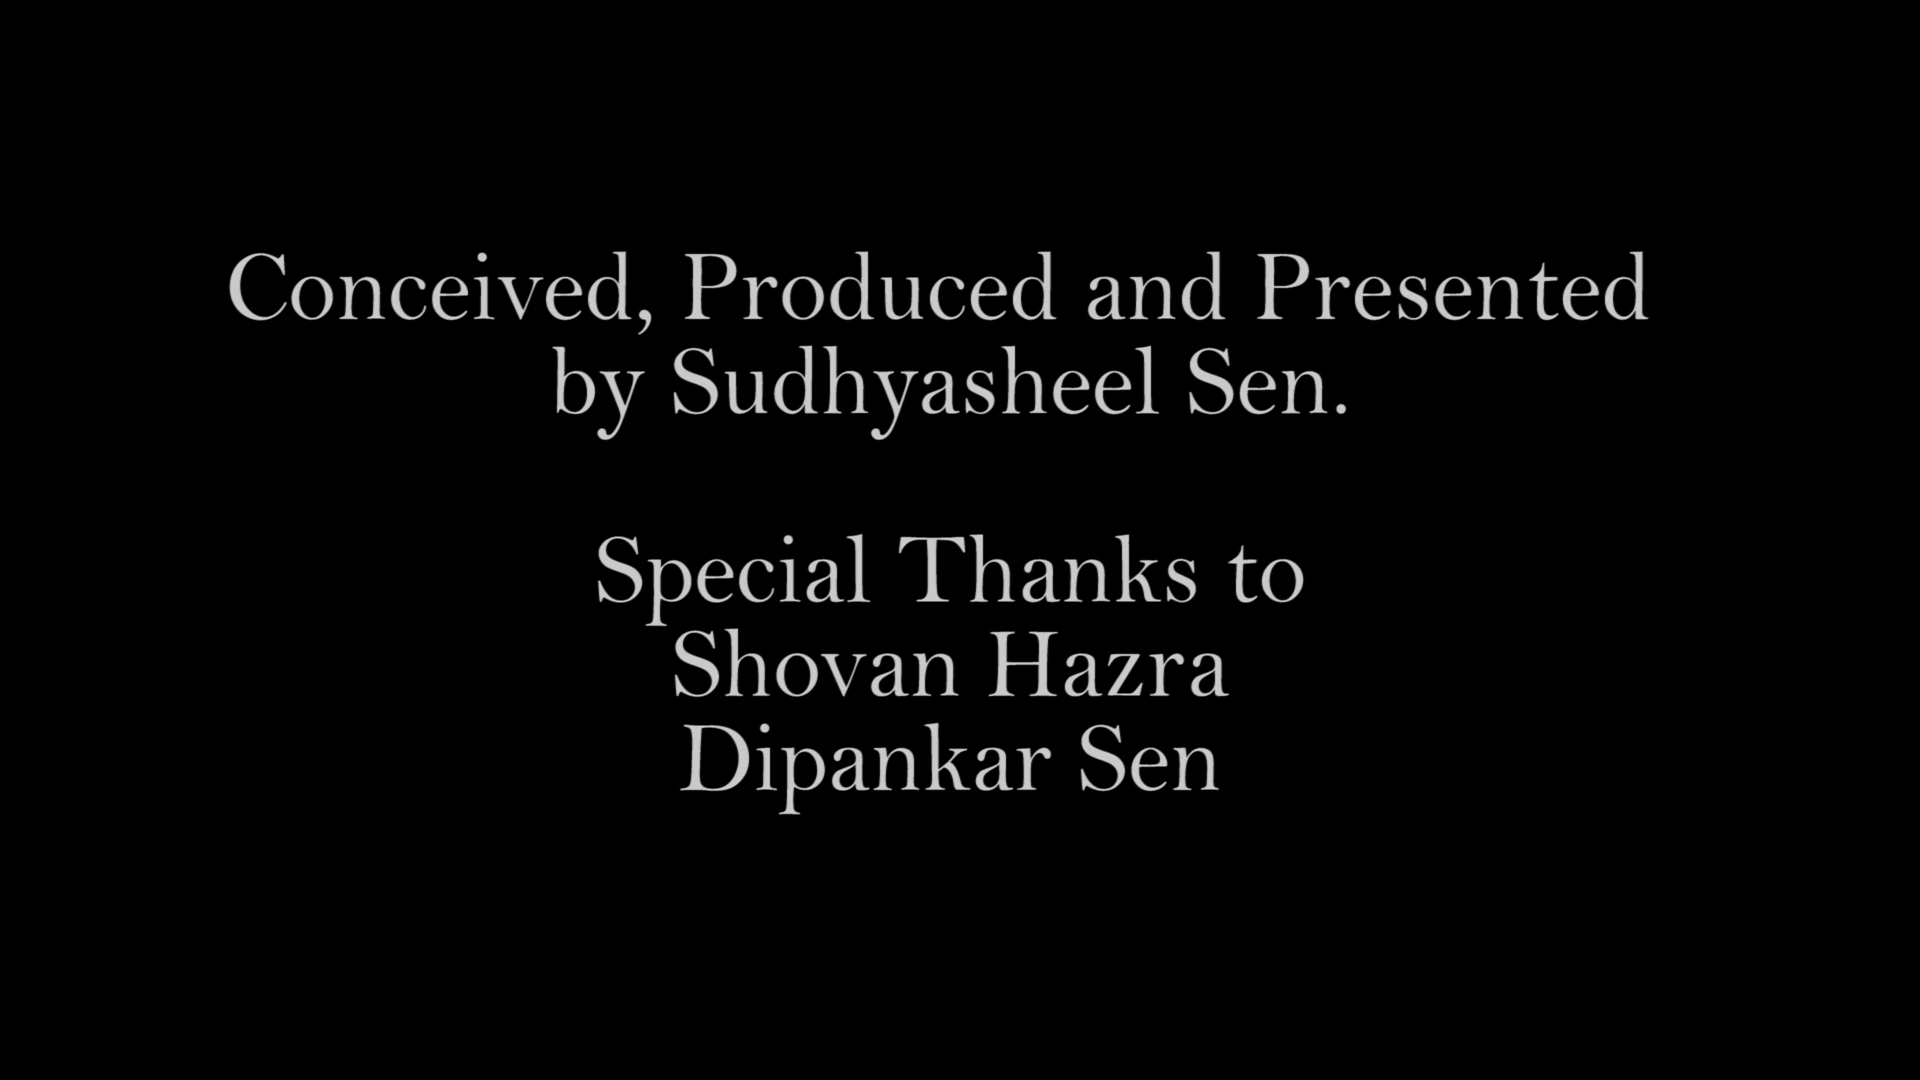 Conceived, Produced and Presented
by Sudhyasheel Sen.
Special Thanks to
Shovan Hazra
Dipankar Sen